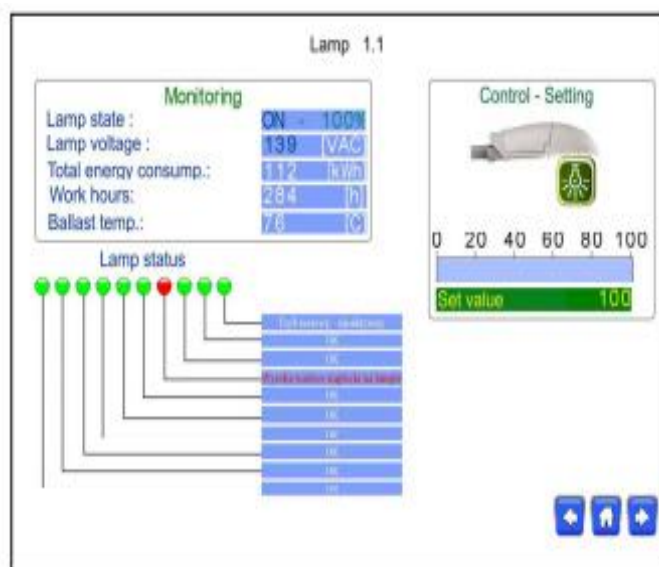 Lamp 1.1
Monitoring
Lamp state : ON - 100%
Lamp voltage : 139 [VAC]
Total energy consump.: 112 [kWh]
Work hours: 284 [h]
Ballast temp.: 76 [C]
Lamp status
OK
OK
OK
OK
OK
OK
OK
OK
Control - Setting
0 20 40 60 80 100
Set value 100